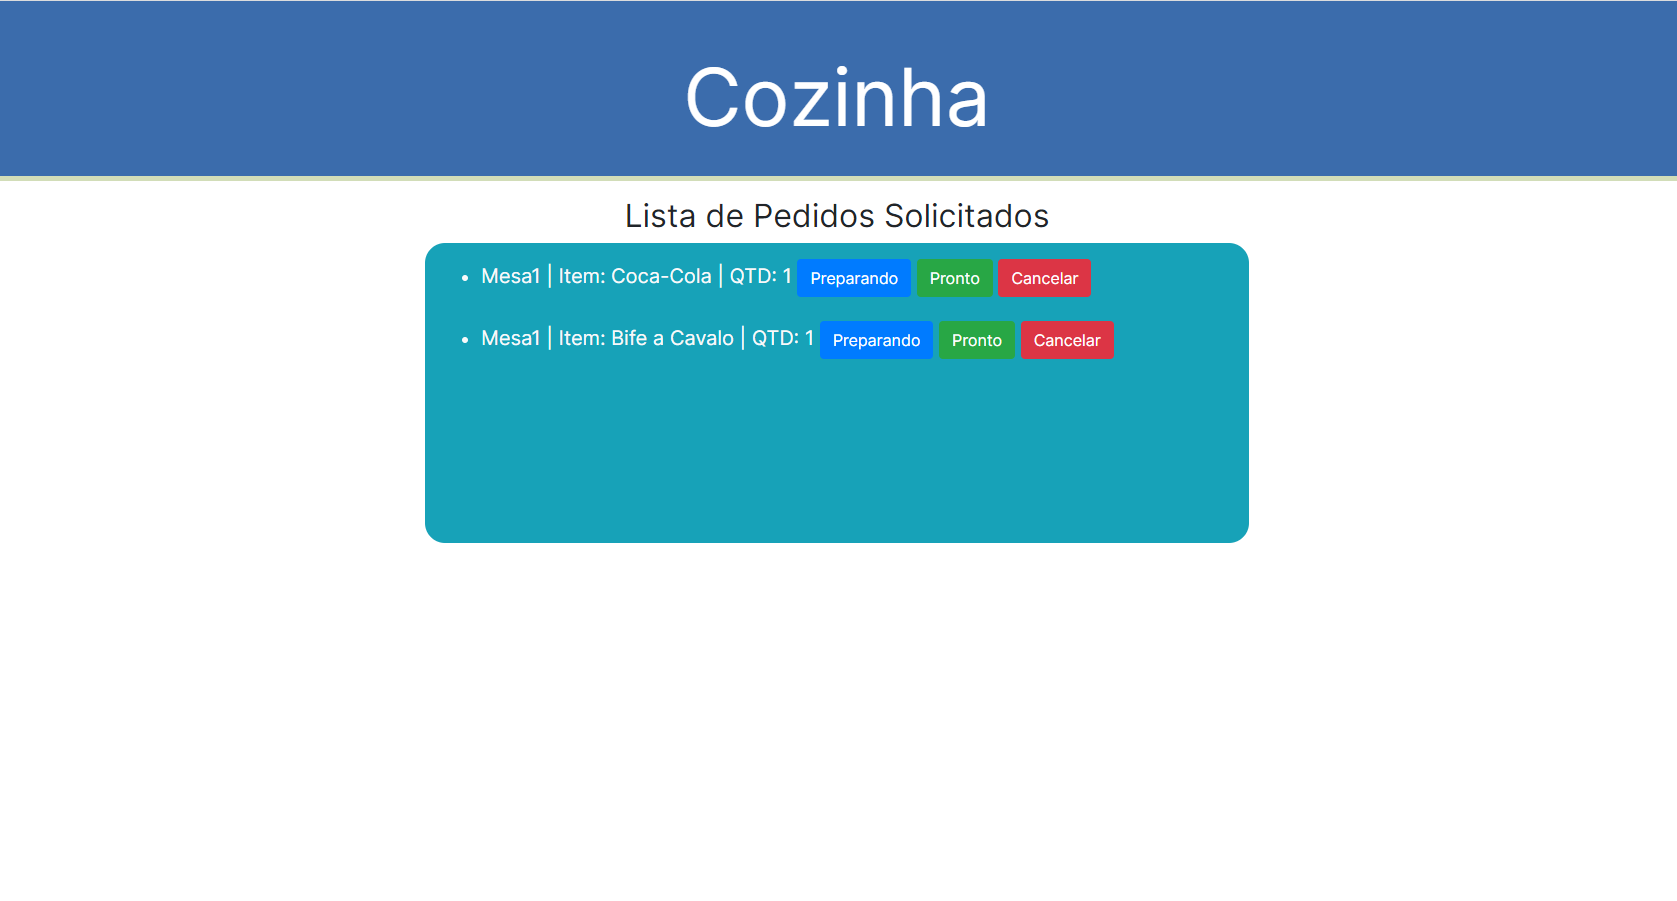 Cozinha
Lista de Pedidos Solicitados
Mesa1 | Item: Coca-Cola | QTD: 1 Preparando Pronto Cancelar
Mesa1 | Item: Bife a Cavalo | QTD: 1 Preparando Pronto Cancelar